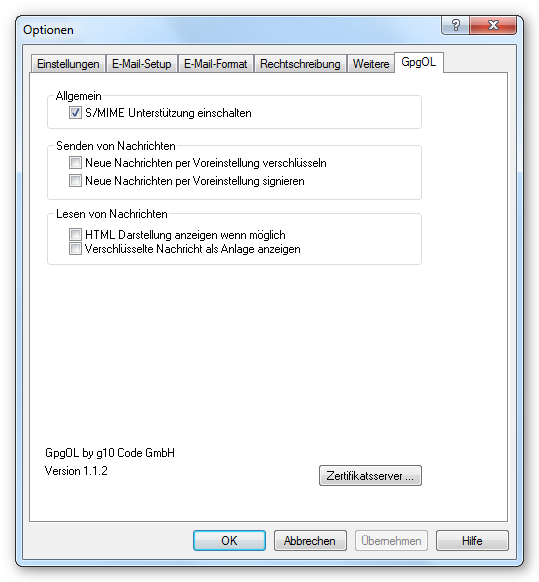 Optionen
Einstellungen E-Mail-Setup E-Mail-Format Rechtschreibung Weitere GpgOL
Allgemein
S/MIME Unterstützung einschalten
Senden von Nachrichten
Neue Nachrichten per Voreinstellung verschlüsseln
Neue Nachrichten per Voreinstellung signieren
Lesen von Nachrichten
HTML Darstellung anzeigen wenn möglich
Verschlüsselte Nachricht als Anlage anzeigen
GpgOL by g10 Code GmbH
Version 1.1.2
Zertifikatsserver ...
OK Abbrechen Übernehmen Hilfe